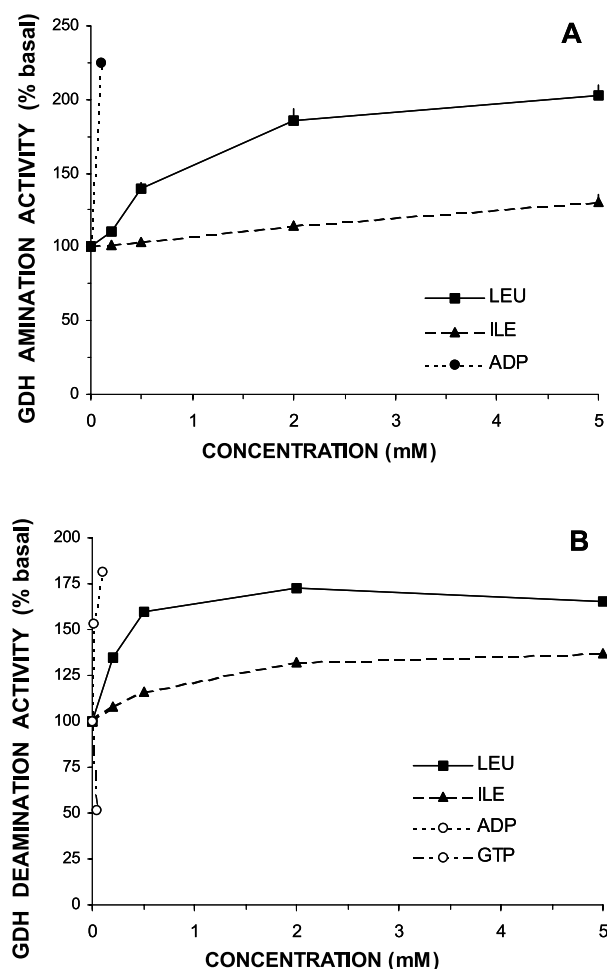 A
GDH AMINATION ACTIVITY (% basal)
250
200
150
100
50
0
LEU
ILE
ADP
0 1 2 3 4 5
CONCENTRATION (mM)
B
GDH DEAMINATION ACTIVITY (% basal)
200
175
150
125
100
75
50
25
0
LEU
ILE
ADP
GTP
0 1 2 3 4 5
CONCENTRATION (mM)